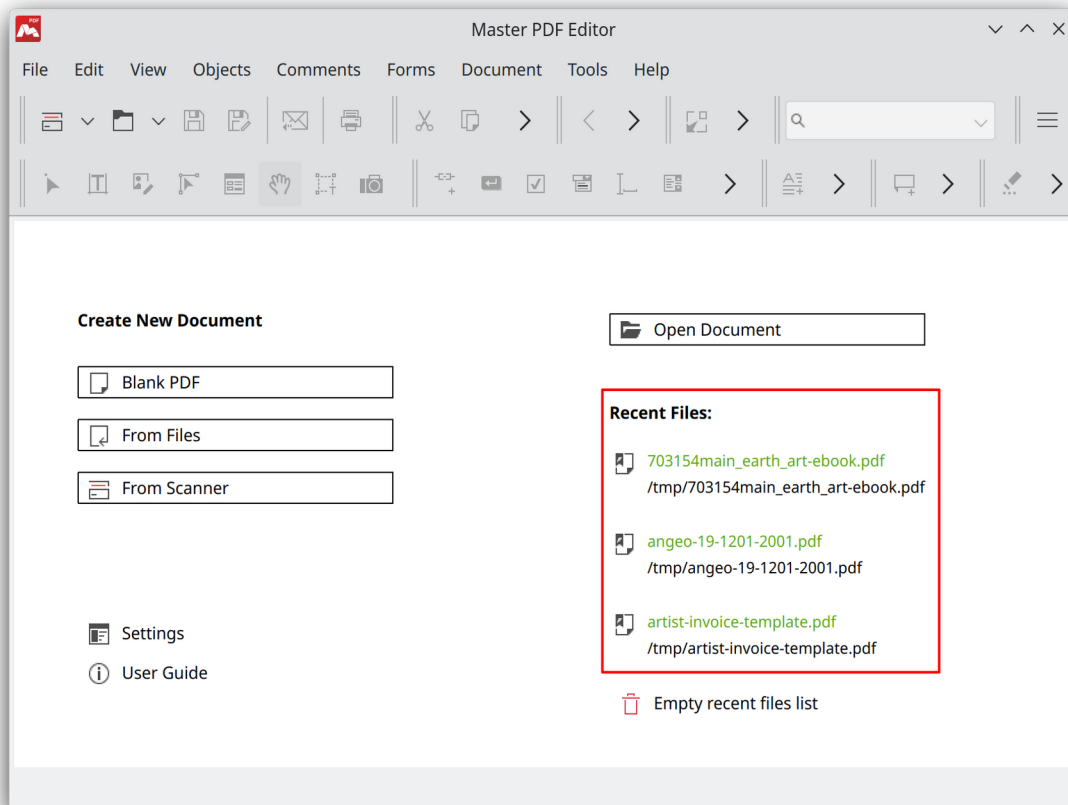 PDF
Master PDF Editor
File Edit View Objects Comments Forms Document Tools Help
Create New Document
Blank PDF
From Files
From Scanner
Settings
User Guide
Open Document
Recent Files:
703154main_earth_art-ebook.pdf
/tmp/703154main_earth_art-ebook.pdf
angeo-19-1201-2001.pdf
/tmp/angeo-19-1201-2001.pdf
artist-invoice-template.pdf
/tmp/artist-invoice-template.pdf
Empty recent files list